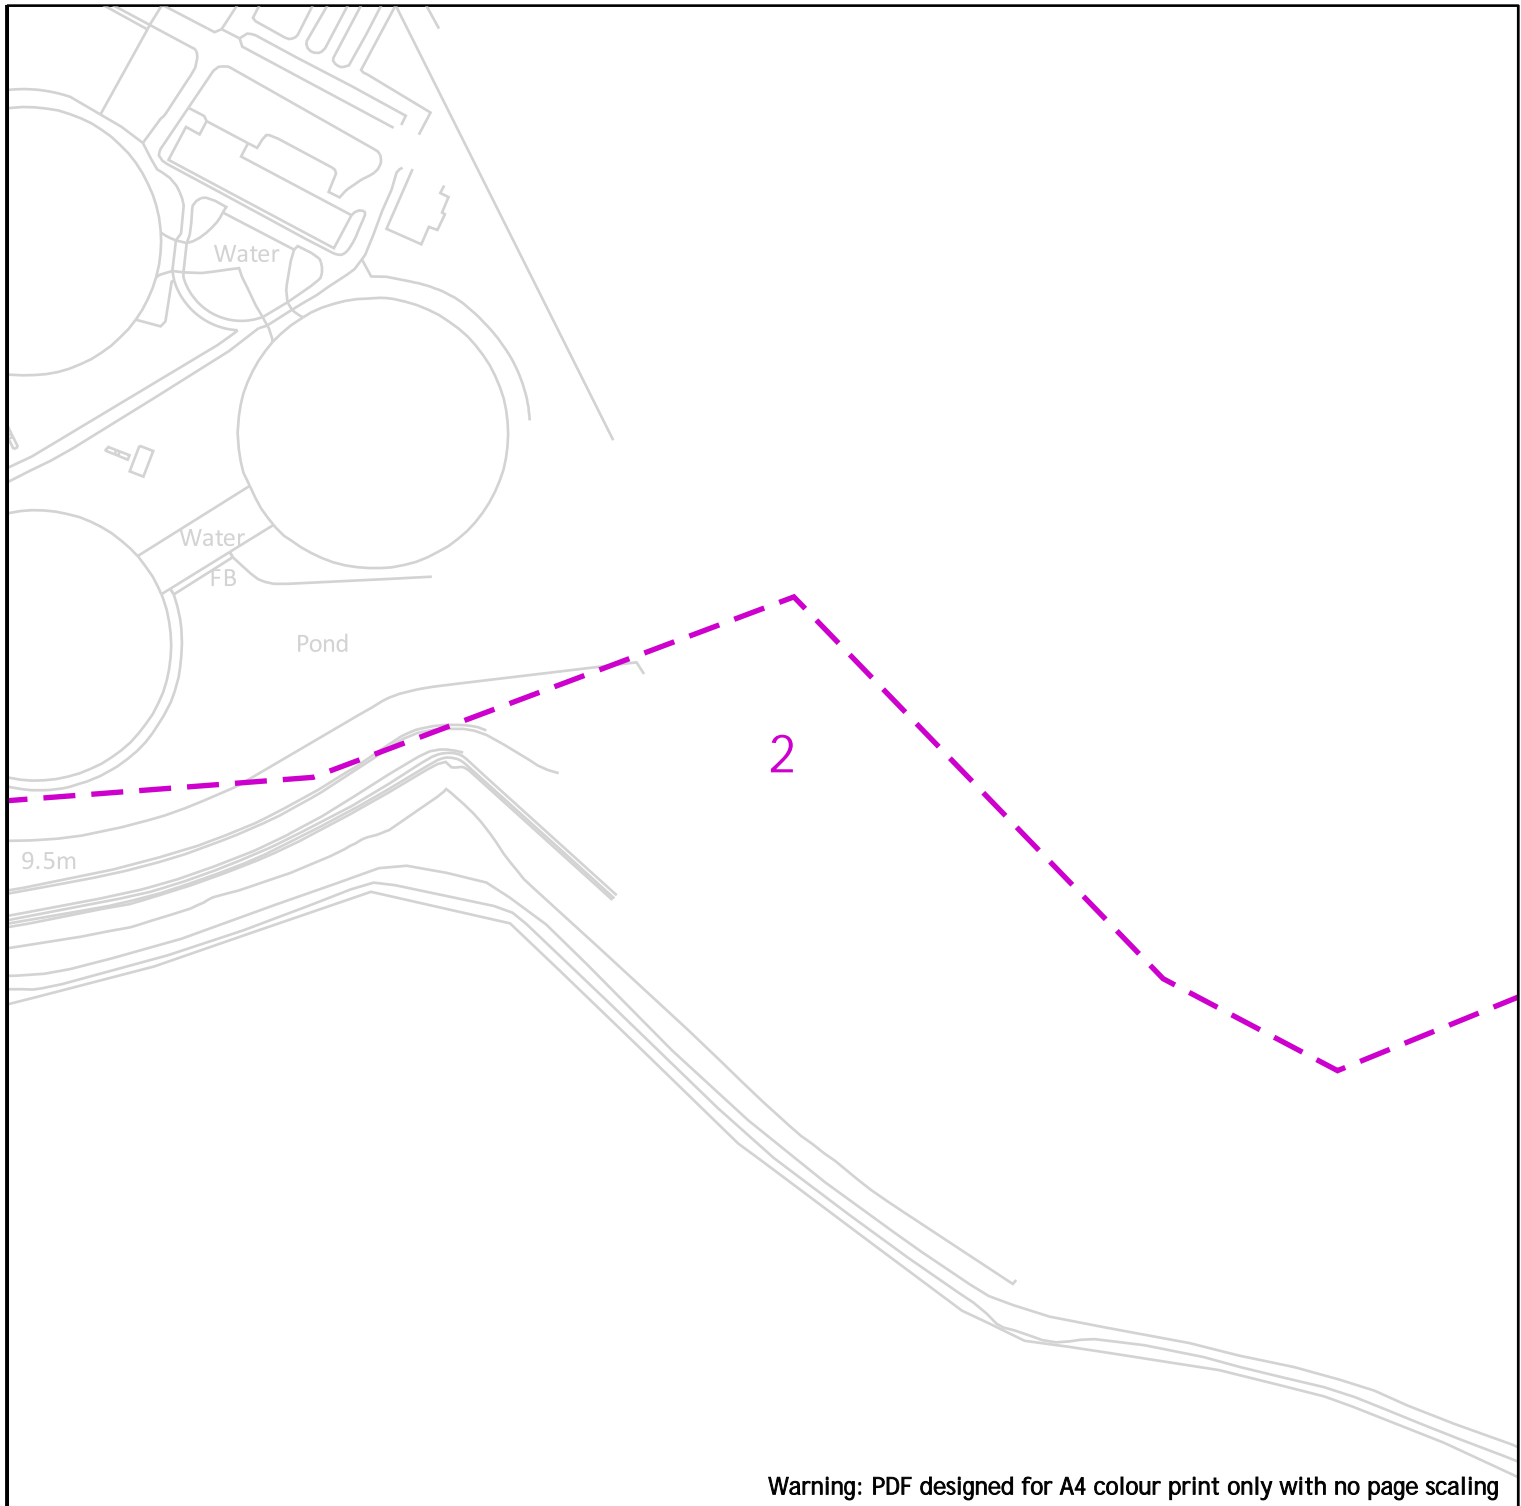 Water
Water
FB
Pond
2
9.5m
Warning: PDF designed for A4 colour print only with no page scaling